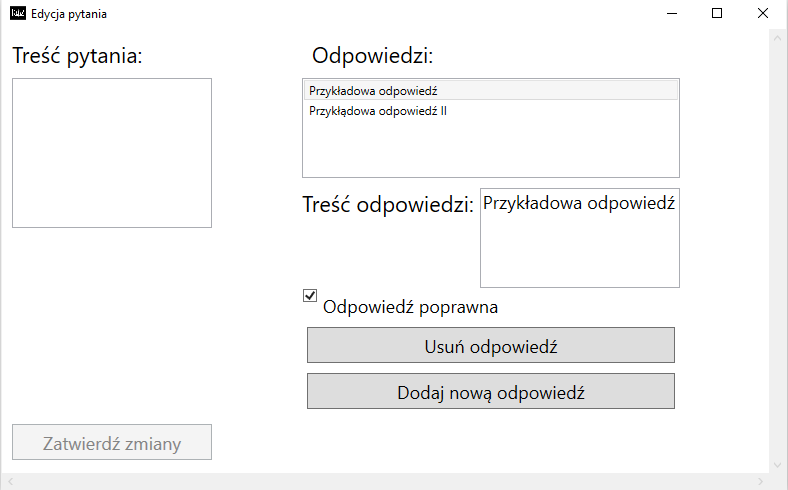 Edycja pytania
Treść pytania:
Odpowiedzi:
Przykładowa odpowiedź
Przykłądowa odpowiedź II
Treść odpowiedzi:
Przykładowa odpowiedź
Odpowiedź poprawna
Usuń odpowiedź
Dodaj nową odpowiedź
Zatwierdź zmiany